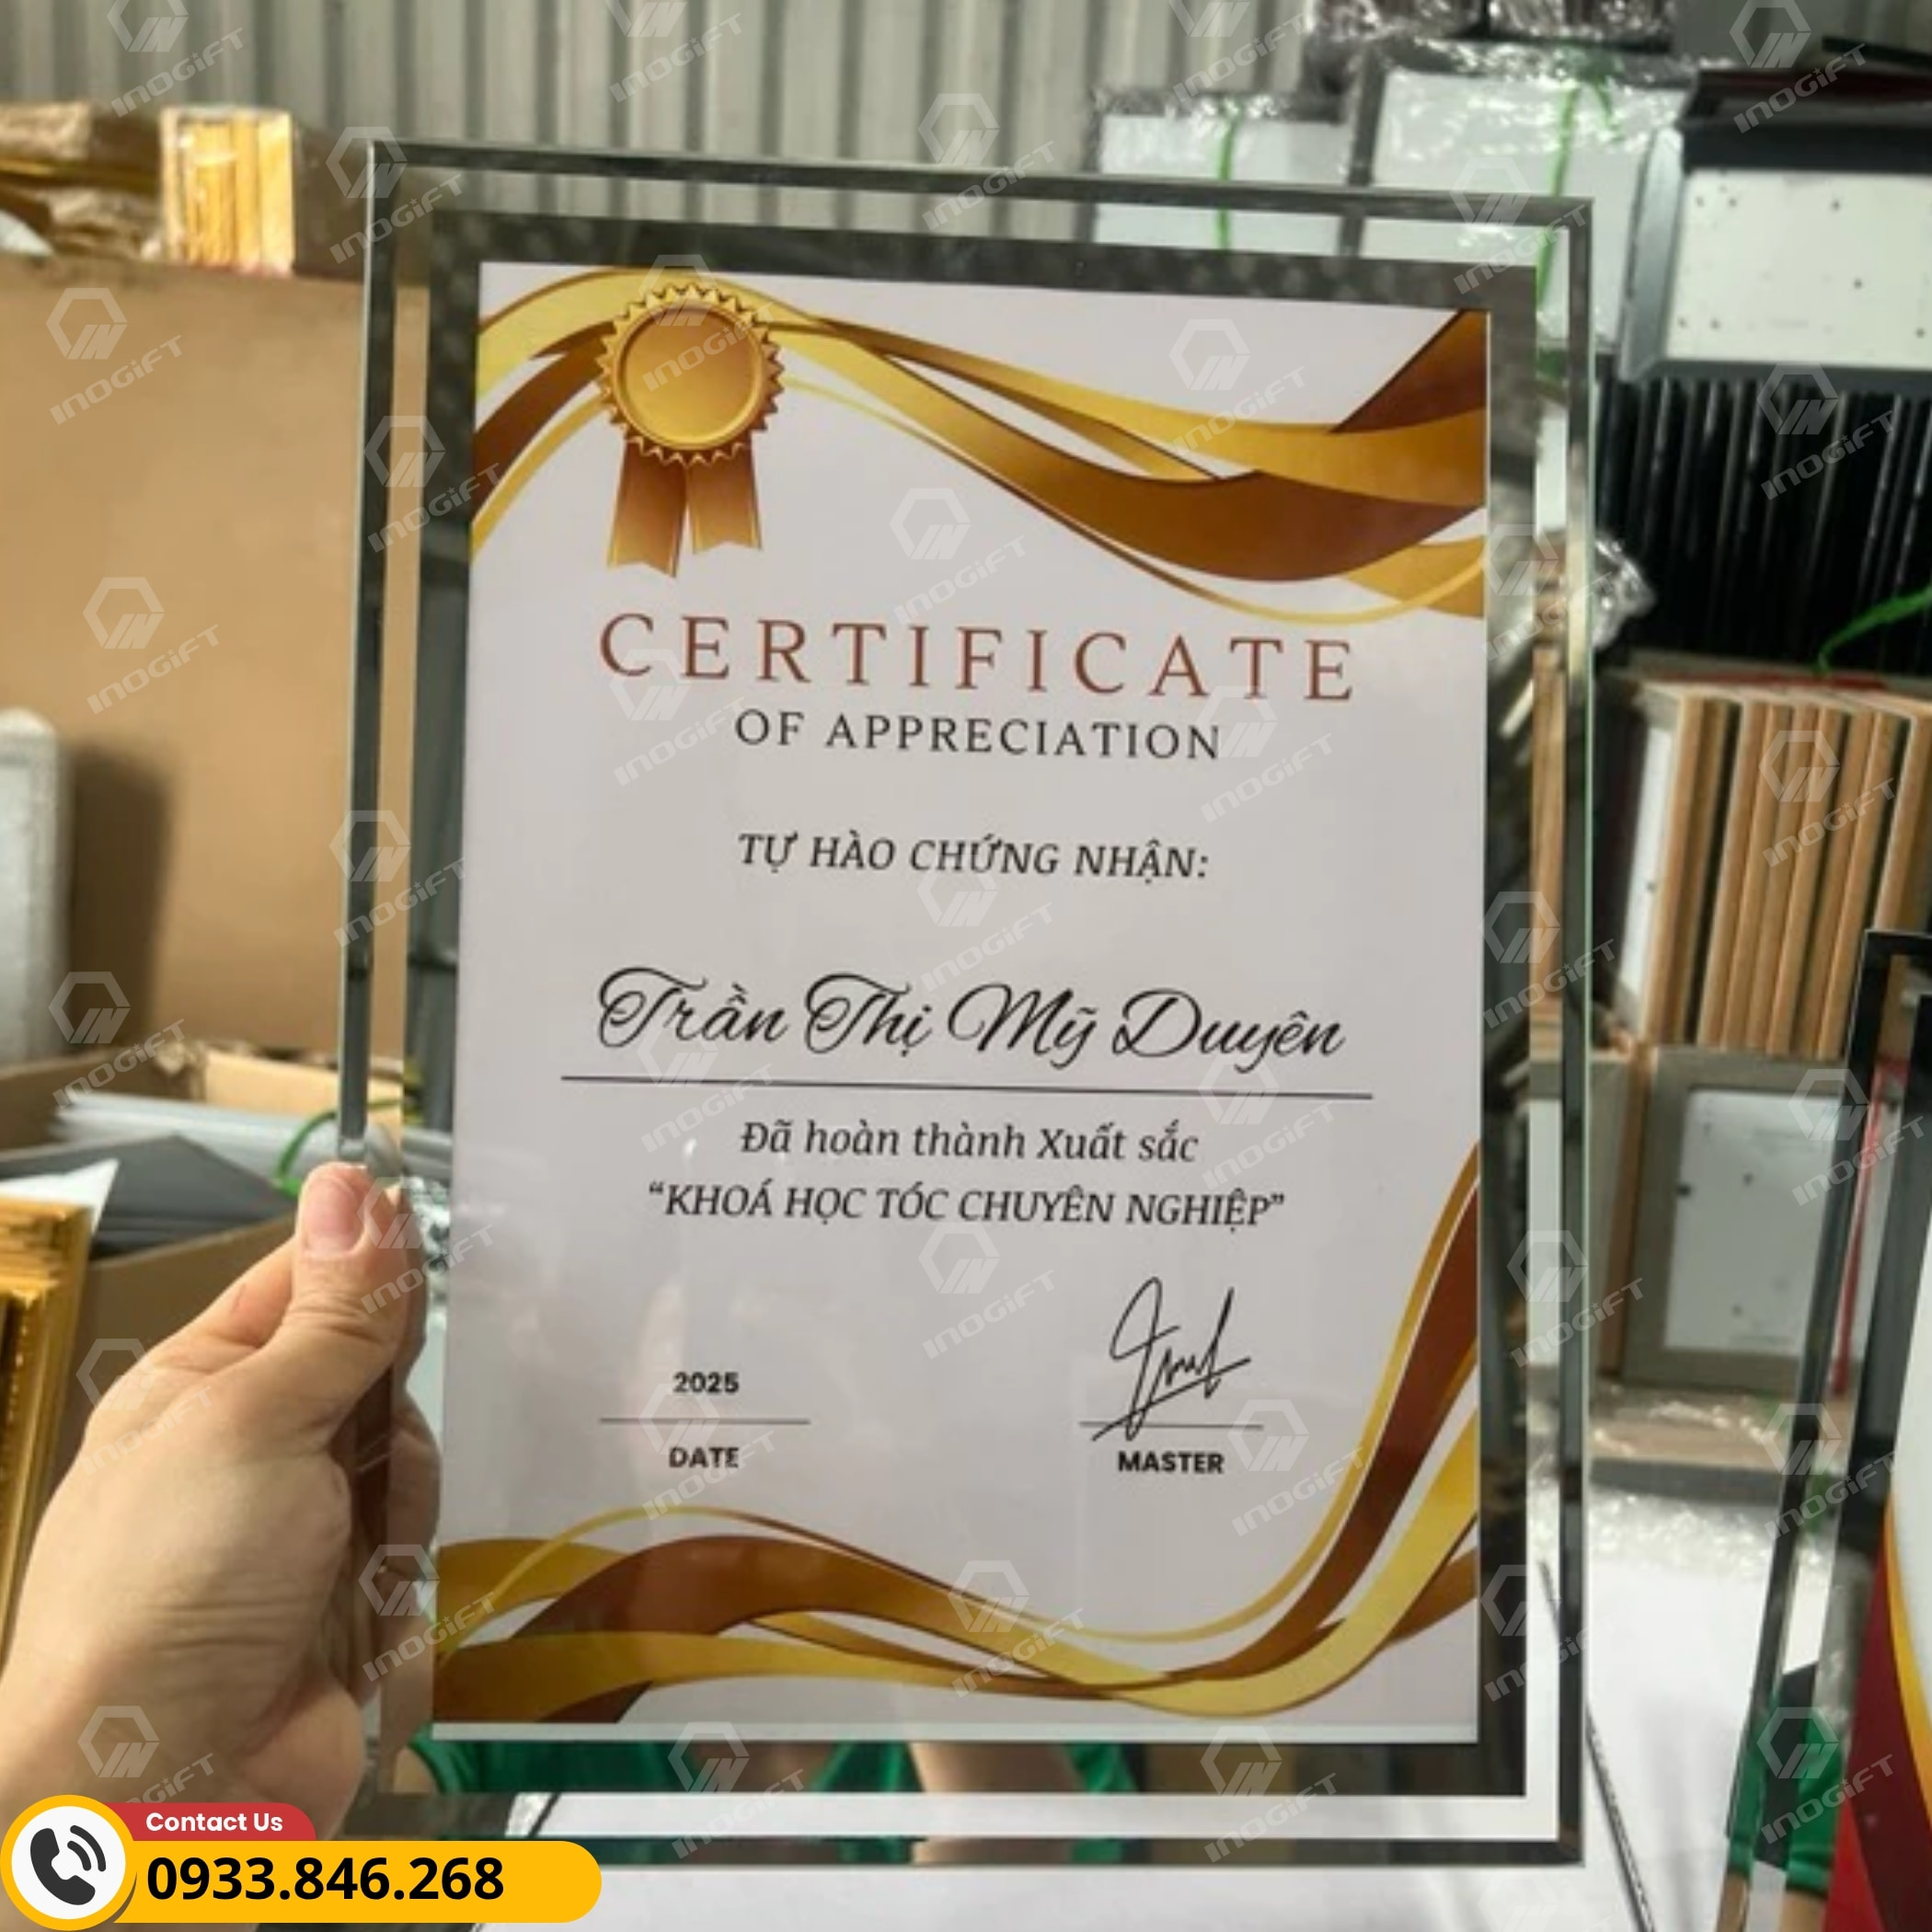 CERTIFICATE
OF APPRECIATION
TỰ HÀO CHỨNG NHẬN:
Trần Thị Mỹ Duyên
Đã hoàn thành Xuất sắc
“KHOÁ HỌC TÓC CHUYÊN NGHIỆP”
2025
DATE
MASTER
Contact Us
0933.846.268
INOGIFT